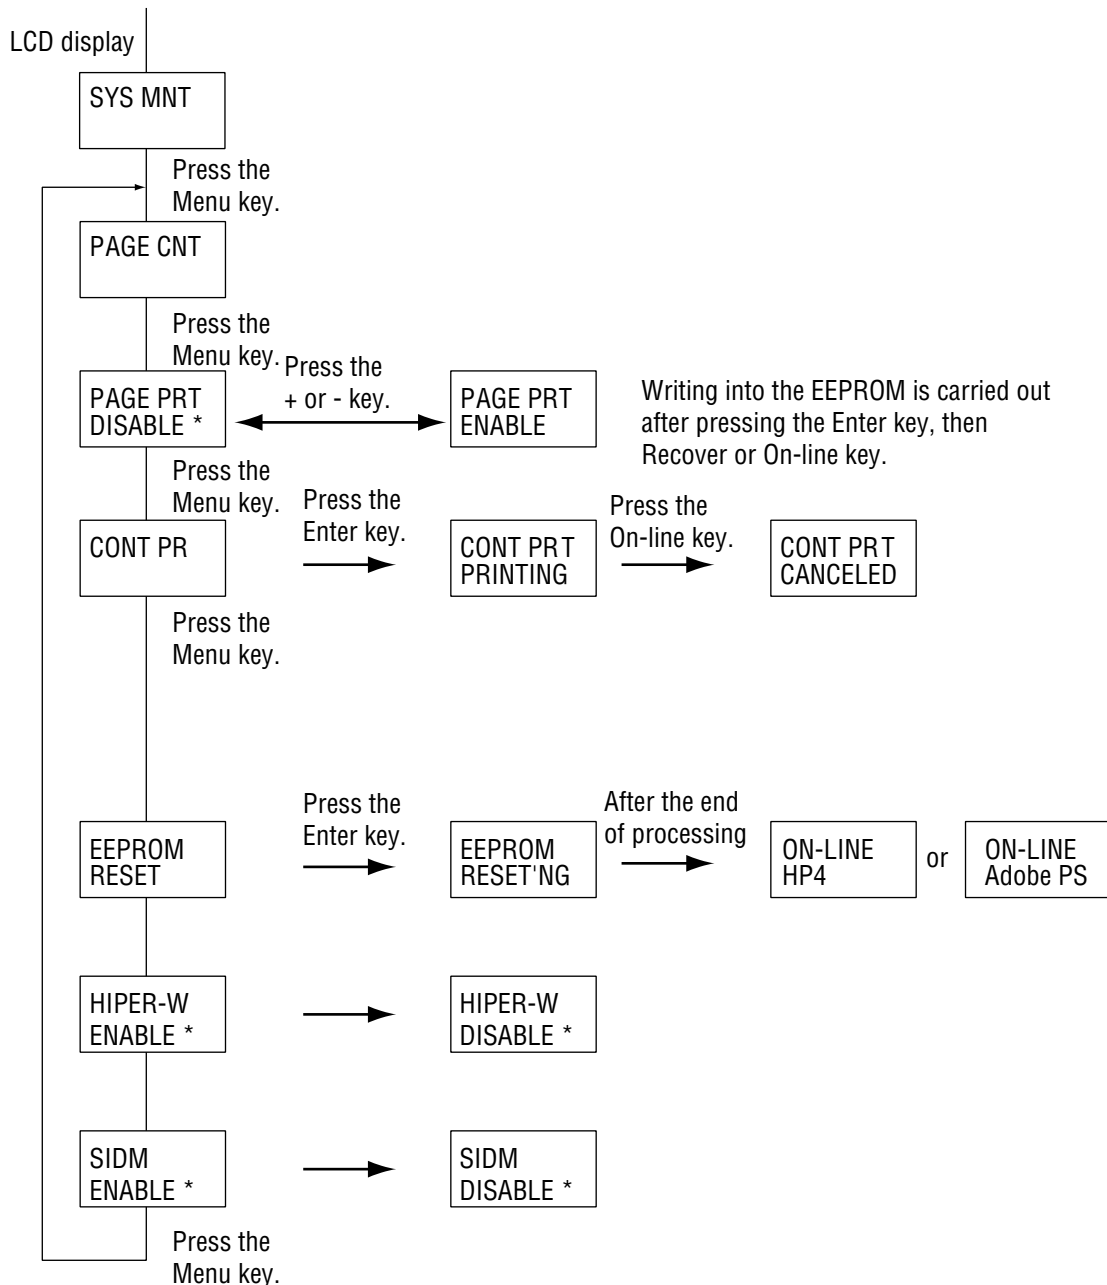 LCD display
SYS MNT
Press the
Menu key.
PAGE CNT
Press the
Menu key.
PAGE PRT
DISABLE *
Press the
+ or - key.
PAGE PRT
ENABLE
Writing into the EEPROM is carried out
after pressing the Enter key, then
Recover or On-line key.
Press the
Menu key.
CONT PR
Press the
Enter key.
CONT PRT
PRINTING
Press the
On-line key.
CONT PRT
CANCELED
Press the
Menu key.
EEPROM
RESET
Press the
Enter key.
EEPROM
RESET'NG
After the end
of processing
ON-LINE
HP4
or
ON-LINE
Adobe PS
HIPER-W
ENABLE *
HIPER-W
DISABLE *
SIDM
ENABLE *
SIDM
DISABLE *
Press the
Menu key.